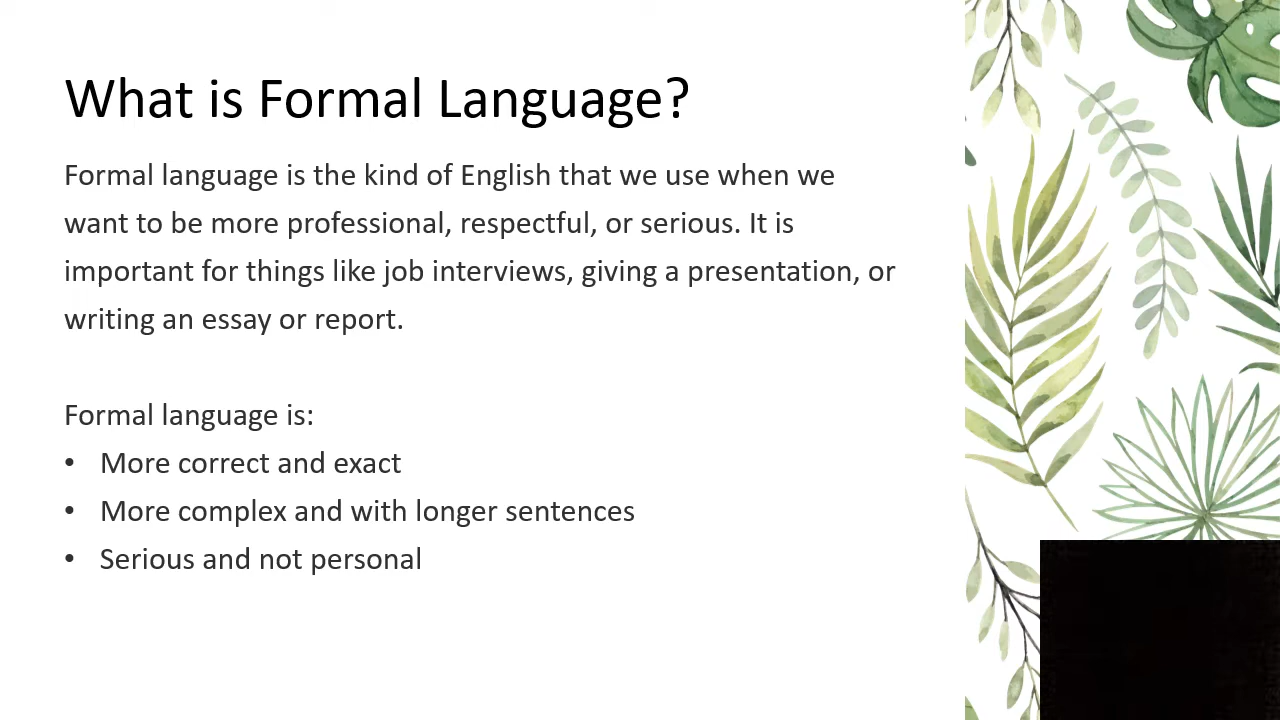 What is Formal Language?
Formal language is the kind of English that we use when we
want to be more professional, respectful, or serious. It is
important for things like job interviews, giving a presentation, or
writing an essay or report.
Formal language is:
• More correct and exact
• More complex and with longer sentences
• Serious and not personal